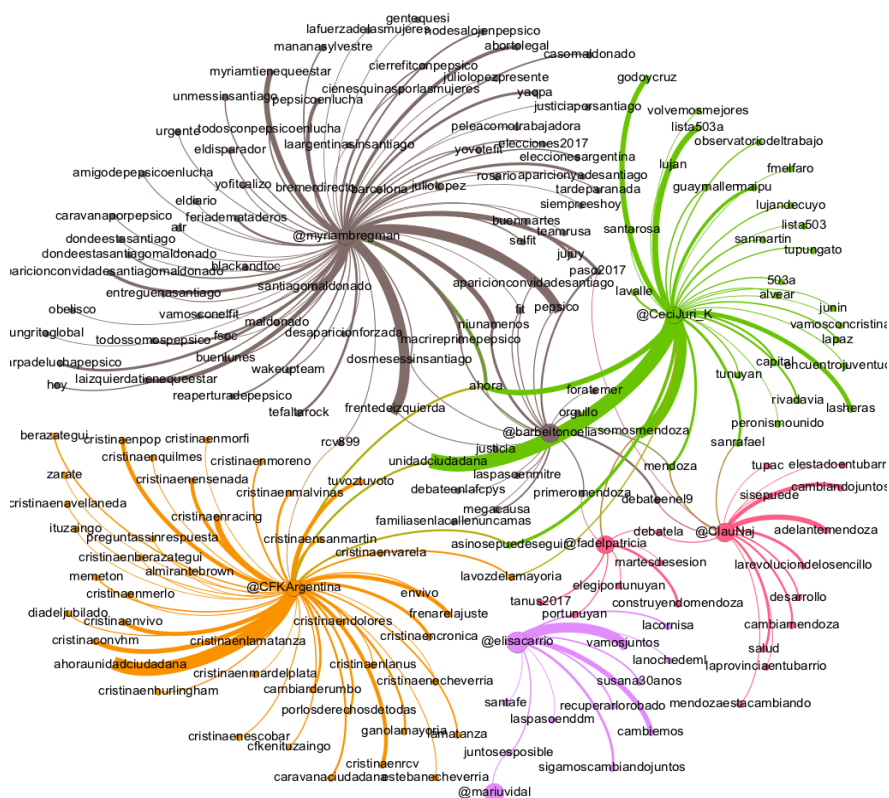 gentequesi
lafuerzadelasmujeres
nodesalojenpepsico
mananasylvestre
abortolegal
cierrefitconpepsico
casomaldonado
myriamtienequeestar
juliolopezpresente
godoycruz
cienesquinasporlasmujeres
unmessinsantiago
pepsicoenlucha
yaqpa
justiciaporsantiago
volvemosmejores
lista503a
urgente
todosconpepsicoenlucha
peleacomotrabajadora
observatoriodeltrabajo
eldisparador
laargentinasinsantiago
elecciones2017
yovotefit
eleccionesargentina
lujan
amigodepepsicoenlucha
fmelfaro
yofitcalizo
bremerdirecto
rosario
aparicionyadesantiago
guaymallermaipu
barcelona
juliolopez
tardeparanada
eldiario
siempreeshoy
lujandecuyo
caravanaporpepsico
feriademataderos
buenmartes
santarosa
lista503
atr
teamrusa
@myriambregman
selfit
sanmartin
dondeestasantiago
jujuy
tupungato
dondeestasantiagomaldonado
blackandtoc
paso2017
aparicionconvidadesantiagomaldonado
aparicionconvidadesantiago
503a
entreguenasantiago
santiagomaldonado
lavalle
alvear
obelisco
vamosconelfit
fit
pepsico
junin
maldonado
niunamenos
@CeciJuri_K
vamosconcristina
ungritoglobal
todossomospepsico
fsoc
desaparicionforzada
macrireprimepepsico
lapaz
buenlunes
dosmesessinsantiago
capital
encuentrojuventud
carpadeluchapepsico
wakeupteam
tunuyan
hoy
laizquierdatienequeestar
ahora
foratemer
rivadavia
lasheras
reaperturadepepsico
tefaltarock
frentedeizquierda
orgullo
peronismounido
berazategui
cristinaenpop
cristinaenmorfi
rcv899
@barbeitonoelia
somosmendoza
sanrafael
cristinaenquilmes
justicia
unidadciudadana
mendoza
tupac
elestadoentubarrio
zarate
cristinaenmoreno
laspasoenmitre
cristinaensenada
tuvoztuvoto
primeromendoza
sisepuede
cambiandojuntos
cristinaenavellaneda
cristinaenmalvinas
debateenlafcpys
debateenel9
cristinaenracing
megacausa
ituzaingo
familiasenlacallenuncamas
debatela
@ClauNaj
adelantemendoza
preguntassinrespuesta
cristinaensanmartin
asinosepuedeseguir
@fadelpatricia
cristinaenvarela
martesdesesion
larevoluciondelosencillo
cristinaenberazategui
almirantebrown
lavozdelamayoria
memeton
@CFKArgentina
elegiportunuyan
cristinaenmerlo
envivo
desarrollo
tanus2017
construyendomendoza
diadeljubilado
frenarelajuste
portunuyan
cristinaenvivo
cristinaendolores
lacornisa
cambiamendoza
cristinaconvhm
cristinaenlamatanza
cristinaencronica
@elisacarrio
vamosjuntos
salud
ahoraunidadciudadana
lanochedeml
cristinaenlanus
cristinaenecheverria
laprovinciaentubarrio
cristinaenmardelplata
susana30anos
cristinaenhurlingham
cambiarderumbo
santafe
recuperarlorobado
mendozaestacambiando
porlosderechosdetodas
laspasoenddm
cristinaenescobar
ganolamayoria
lamatanza
cambiemos
cfkenituzaingo
juntosesposible
cristinaenrcv
sigamoscambiandojuntos
caravanaciudadana
estebanecheverria
@mariuvidal